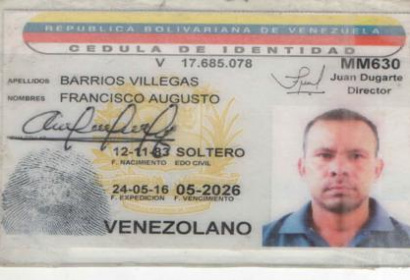 REPUBLICA BOLIVARIANA DE VENEZUELA
CEDULA DE IDENTIDAD
V 17.685.078 MM630
Juan Dugarte
Director
APELLIDOS BARRIOS VILLEGAS
NOMBRES FRANCISCO AUGUSTO
12-11-83 SOLTERO
F. NACIMIENTO EDO CIVIL
24-05-16 05-2026
F. EXPEDICION F. VENCIMIENTO
VENEZOLANO